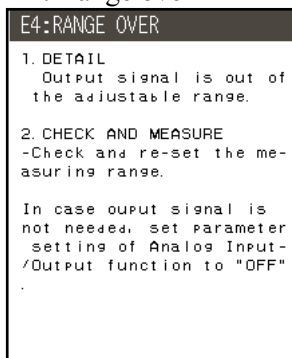 E4:RANGE OVER
1. DETAIL
Output signal is out of
the adjustable range.
2. CHECK AND MEASURE
-Check and re-set the me-
asuring range.
In case ouput signal is
not needed, set parameter
setting of Analog Input-
/Output function to "OFF"
.